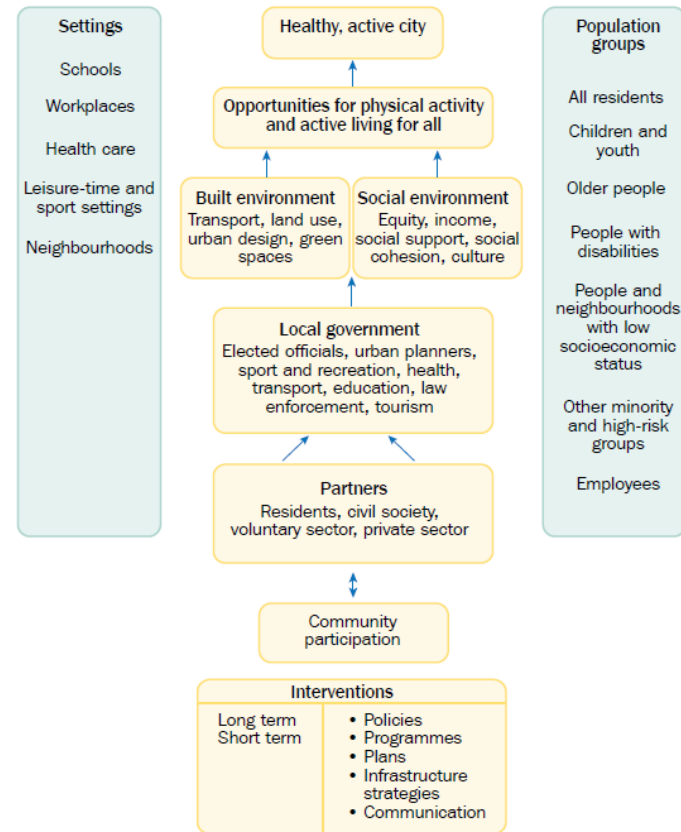 Settings
Schools
Workplaces
Health care
Leisure-time and
sport settings
Neighbourhoods
Healthy, active city
Opportunities for physical activity
and active living for all
Built environment
Transport, land use,
urban design, green
spaces
Social environment
Equity, income,
social support, social
cohesion, culture
Local government
Elected officials, urban planners,
sport and recreation, health,
transport, education, law
enforcement, tourism
Partners
Residents, civil society,
voluntary sector, private sector
Community
participation
Interventions
Long term
Short term
• Policies
• Programmes
• Plans
• Infrastructure
strategies
• Communication
Population
groups
All residents
Children and
youth
Older people
People with
disabilities
People and
neighbourhoods
with low
socioeconomic
status
Other minority
and high-risk
groups
Employees